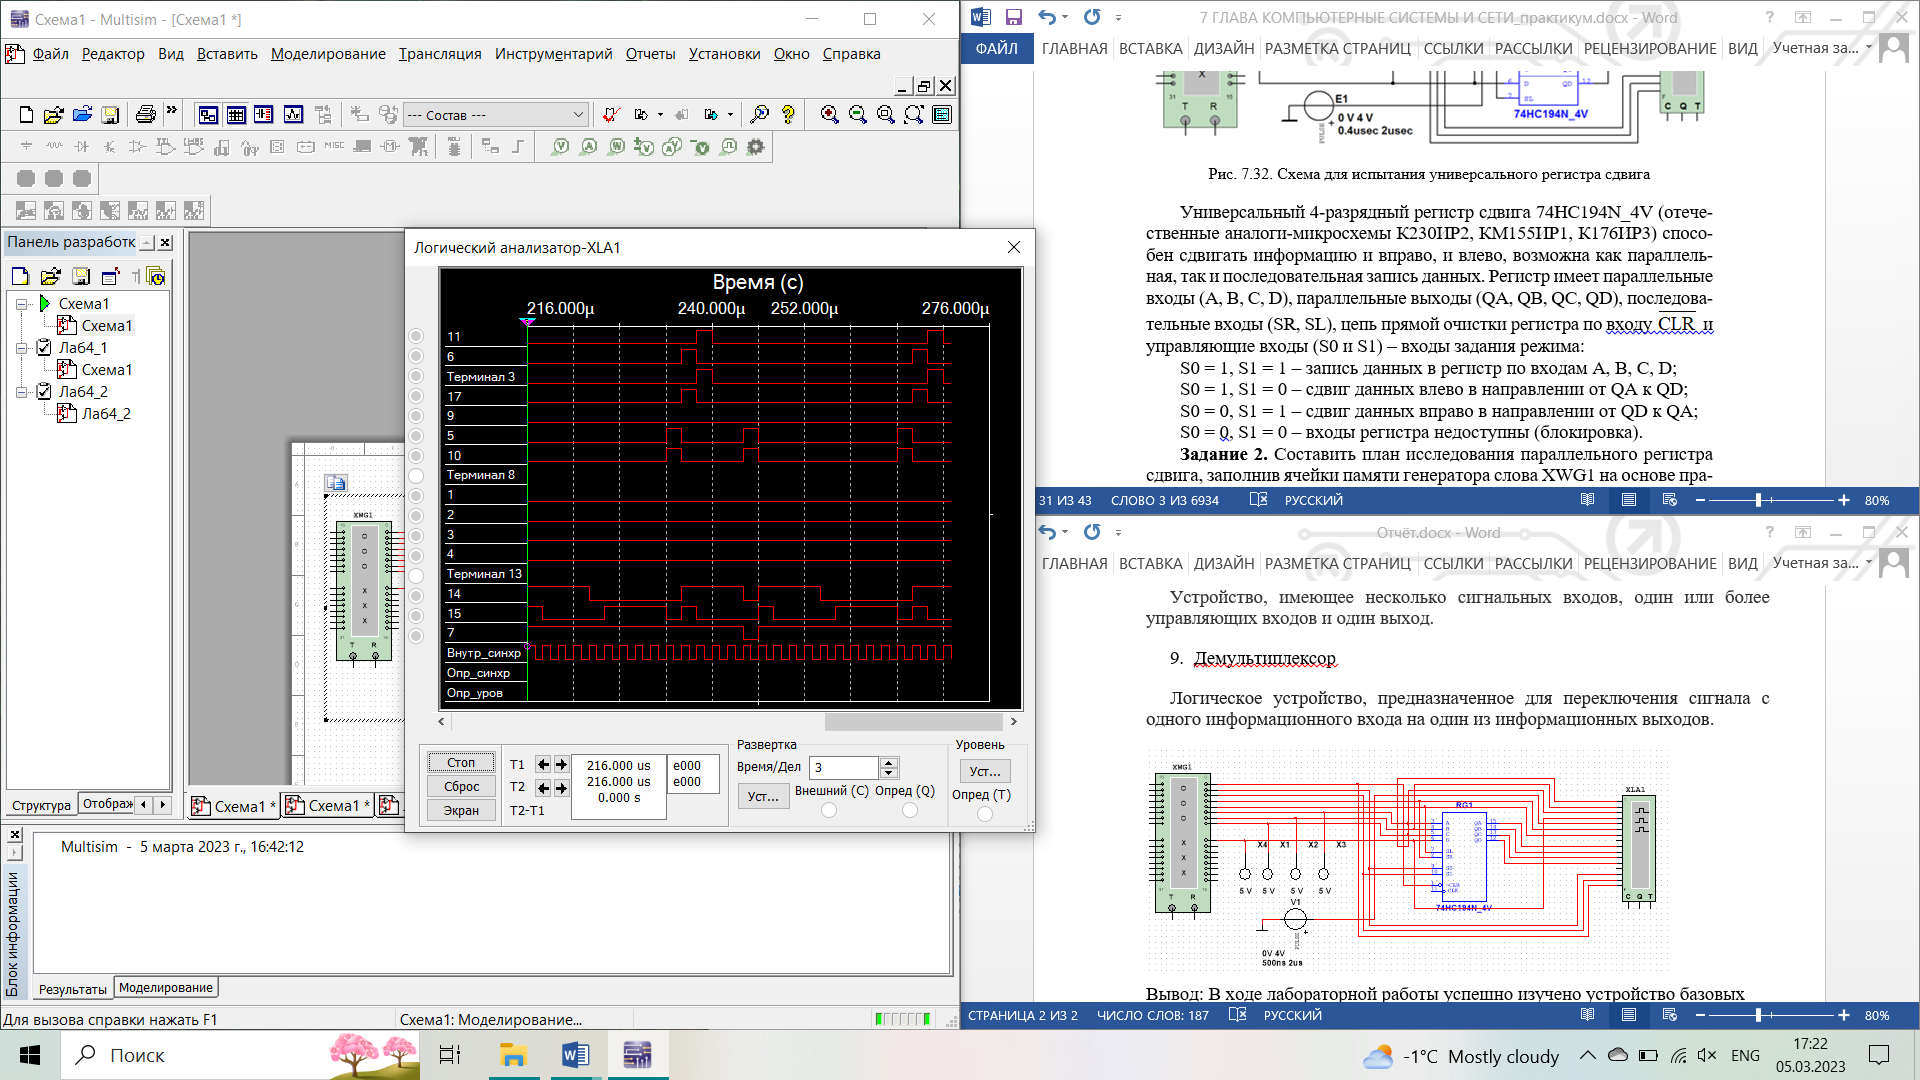 Схема1 - Multisim - [Схема1 *]
Файл Редактор Вид Вставить Моделирование Трансляция Инструментарий Отчеты Установки Окно Справка
--- Состав ---
MISC
Панель разработк
Схема1
Схема1
Лаб4_1
Схема1
Лаб4_2
Лаб4_2
Структура Отображ
XWG1
O
O
O
X
X
X
T R
Схема1 * Схема1 *
Логический анализатор-XLA1
Время (с)
216.000µ 240.000µ 252.000µ 276.000µ
11
6
Терминал 3
17
9
5
10
Терминал 8
1
2
3
4
Терминал 13
14
15
7
Внутр_синхр
Опр_синхр
Опр_уров
Стоп
Сброс
Экран
T1 216.000 us e000
T2 216.000 us e000
T2-T1 0.000 s
Развертка
Время/Дел 3
Уст... Внешний (C) Опред (Q)
Уровень
Уст...
Опред (T)
Multisim - 5 марта 2023 г., 16:42:12
Блок информации
Результаты Моделирование
Для вызова справки нажать F1 Схема1: Моделирование...
7 ГЛАВА КОМПЬЮТЕРНЫЕ СИСТЕМЫ И СЕТИ_практикум.docx - Word
ФАЙЛ ГЛАВНАЯ ВСТАВКА ДИЗАЙН РАЗМЕТКА СТРАНИЦ ССЫЛКИ РАССЫЛКИ РЕЦЕНЗИРОВАНИЕ ВИД Учетная за...
X
T R
E1
0 V 4 V
0.4usec 2usec
PULSE
D QD
SL
74HC194N_4V
C Q T
Рис. 7.32. Схема для испытания универсального регистра сдвига
Универсальный 4-разрядный регистр сдвига 74HC194N_4V (отече-
ственные аналоги-микросхемы К230ИР2, КМ155ИР1, К176ИР3) спосо-
бен сдвигать информацию и вправо, и влево, возможна как параллель-
ная, так и последовательная запись данных. Регистр имеет параллельные
входы (A, B, C, D), параллельные выходы (QA, QB, QC, QD), последова-
тельные входы (SR, SL), цепь прямой очистки регистра по входу CLR и
управляющие входы (S0 и S1) – входы задания режима:
S0 = 1, S1 = 1 – запись данных в регистр по входам A, B, C, D;
S0 = 1, S1 = 0 – сдвиг данных влево в направлении от QA к QD;
S0 = 0, S1 = 1 – сдвиг данных вправо в направлении от QD к QA;
S0 = 0, S1 = 0 – входы регистра недоступны (блокировка).
Задание 2. Составить план исследования параллельного регистра
сдвига, заполнив ячейки памяти генератора слова XWG1 на основе пра-
31 ИЗ 43 СЛОВО 3 ИЗ 6934 РУССКИЙ 80%
Отчёт.docx - Word
ГЛАВНАЯ ВСТАВКА ДИЗАЙН РАЗМЕТКА СТРАНИЦ ССЫЛКИ РАССЫЛКИ РЕЦЕНЗИРОВАНИЕ ВИД Учетная за...
Устройство, имеющее несколько сигнальных входов, один или более
управляющих входов и один выход.
9. Демультиплексор
Логическое устройство, предназначенное для переключения сигнала с
одного информационного входа на один из информационных выходов.
XWG1
O
O
O
X
X
X
T R
X4 X1 X2 X3
5 V 5 V 5 V 5 V
V1
PULSE
0V 4V
500ns 2us
RG1
74HC194N_4V
XLA1
C Q T
Вывод: В ходе лабораторной работы успешно изучено устройство базовых
СТРАНИЦА 2 ИЗ 2 ЧИСЛО СЛОВ: 187 РУССКИЙ 80%
Поиск
-1°C Mostly cloudy ENG
17:22
05.03.2023